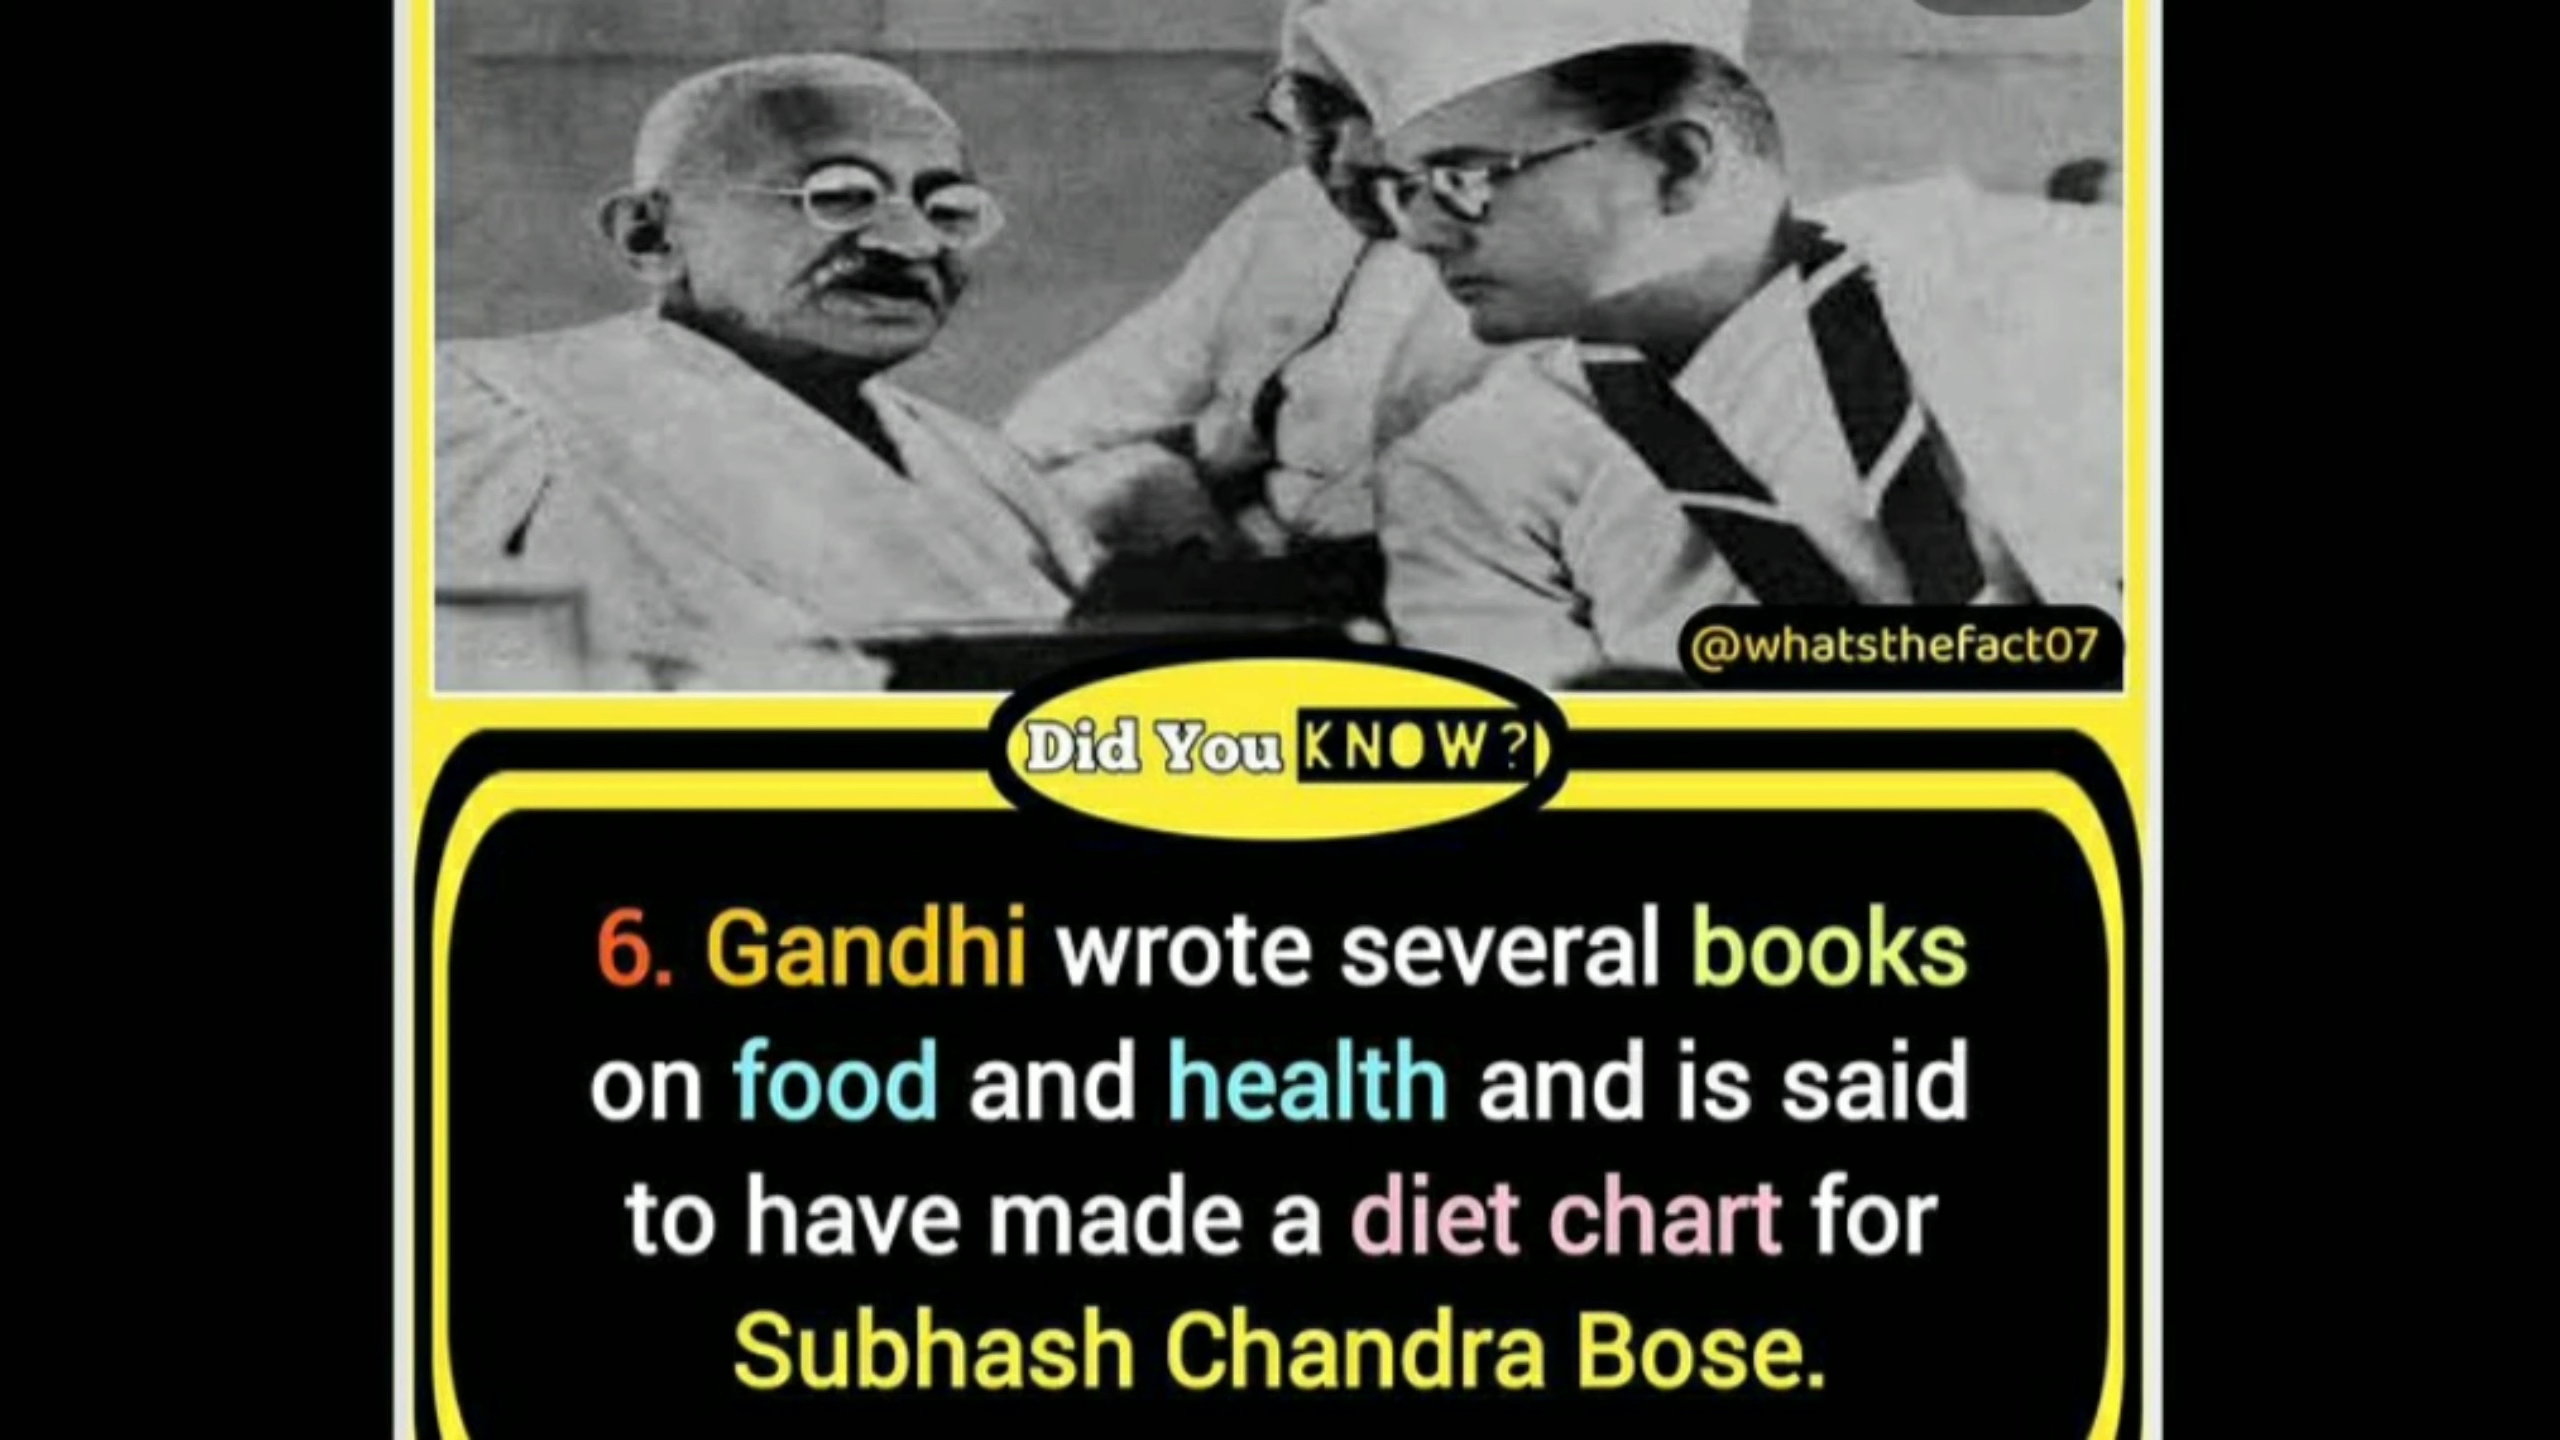 @whatsthefact07
Did You KNOW?
6. Gandhi wrote several books
on food and health and is said
to have made a diet chart for
Subhash Chandra Bose.